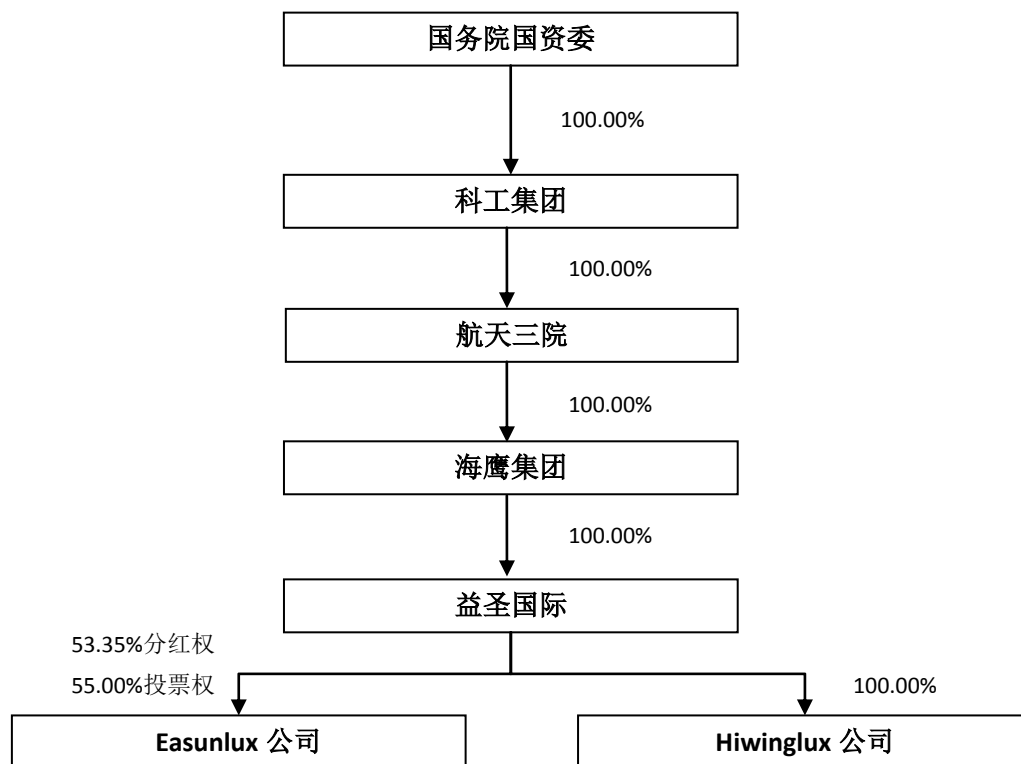 国务院国资委
100.00%
科工集团
100.00%
航天三院
100.00%
海鹰集团
100.00%
益圣国际
53.35%分红权
55.00%投票权
100.00%
Easunlux 公司
Hiwinglux 公司